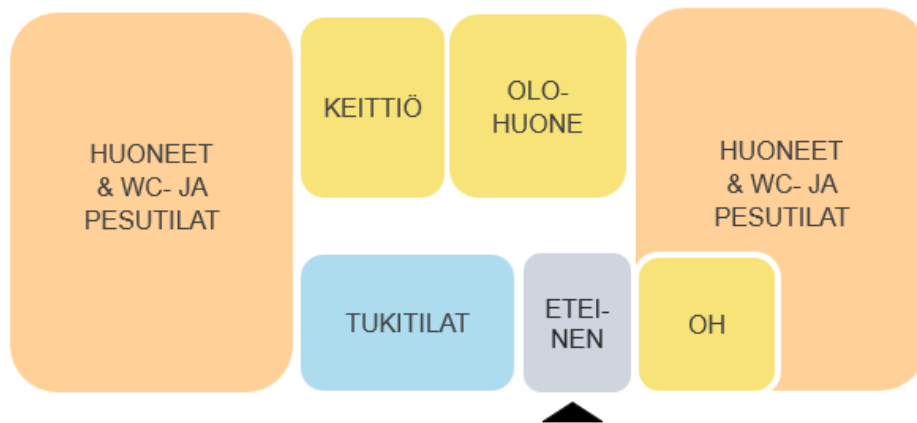 HUONEET
& WC- JA
PESUTILAT
KEITTIÖ
OLO-
HUONE
HUONEET
& WC- JA
PESUTILAT
TUKITILAT
ETEI-
NEN
OH